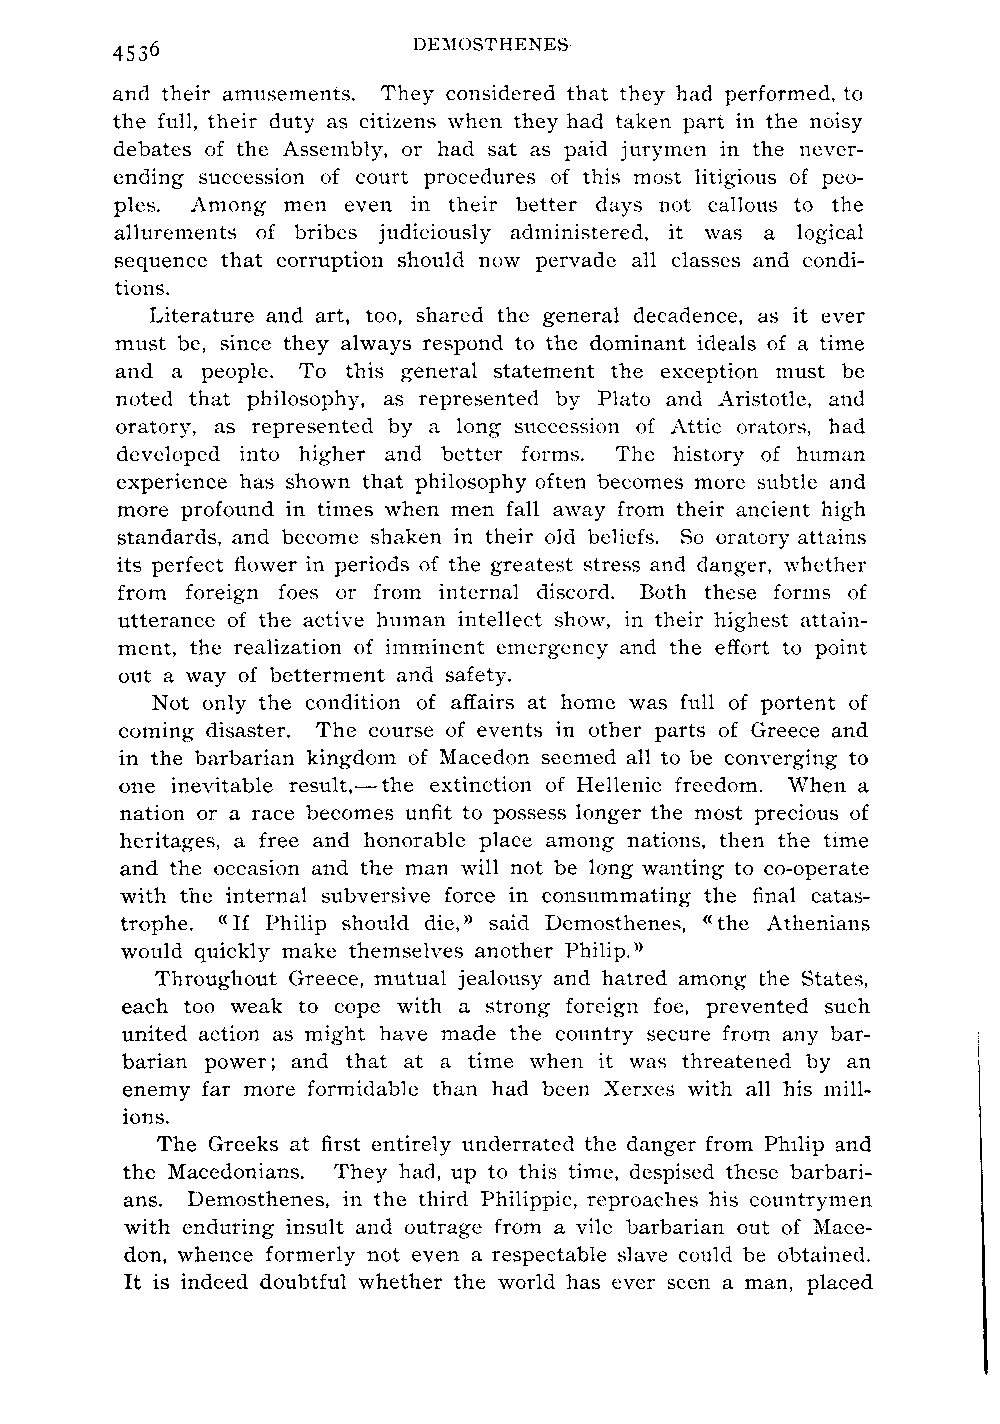 4536 DEMOSTHENES
and their amusements. They considered that they had performed, to
the full, their duty as citizens when they had taken part in the noisy
debates of the Assembly, or had sat as paid jurymen in the never-
ending succession of court procedures of this most litigious of peo-
ples. Among men even in their better days not callous to the
allurements of bribes judiciously administered, it was a logical
sequence that corruption should now pervade all classes and condi-
tions.
Literature and art, too, shared the general decadence, as it ever
must be, since they always respond to the dominant ideals of a time
and a people. To this general statement the exception must be
noted that philosophy, as represented by Plato and Aristotle, and
oratory, as represented by a long succession of Attic orators, had
developed into higher and better forms. The history of human
experience has shown that philosophy often becomes more subtle and
more profound in times when men fall away from their ancient high
standards, and become shaken in their old beliefs. So oratory attains
its perfect flower in periods of the greatest stress and danger, whether
from foreign foes or from internal discord. Both these forms of
utterance of the active human intellect show, in their highest attain-
ment, the realization of imminent emergency and the effort to point
out a way of betterment and safety.
Not only the condition of affairs at home was full of portent of
coming disaster. The course of events in other parts of Greece and
in the barbarian kingdom of Macedon seemed all to be converging to
one inevitable result,—the extinction of Hellenic freedom. When a
nation or a race becomes unfit to possess longer the most precious of
heritages, a free and honorable place among nations, then the time
and the occasion and the man will not be long wanting to co-operate
with the internal subversive force in consummating the final catas-
trophe. «If Philip should die,» said Demosthenes, «the Athenians
would quickly make themselves another Philip.»
Throughout Greece, mutual jealousy and hatred among the States,
each too weak to cope with a strong foreign foe, prevented such
united action as might have made the country secure from any bar-
barian power; and that at a time when it was threatened by an
enemy far more formidable than had been Xerxes with all his mill-
ions.
The Greeks at first entirely underrated the danger from Philip and
the Macedonians. They had, up to this time, despised these barbari-
ans. Demosthenes, in the third Philippic, reproaches his countrymen
with enduring insult and outrage from a vile barbarian out of Mace-
don, whence formerly not even a respectable slave could be obtained.
It is indeed doubtful whether the world has ever seen a man, placed